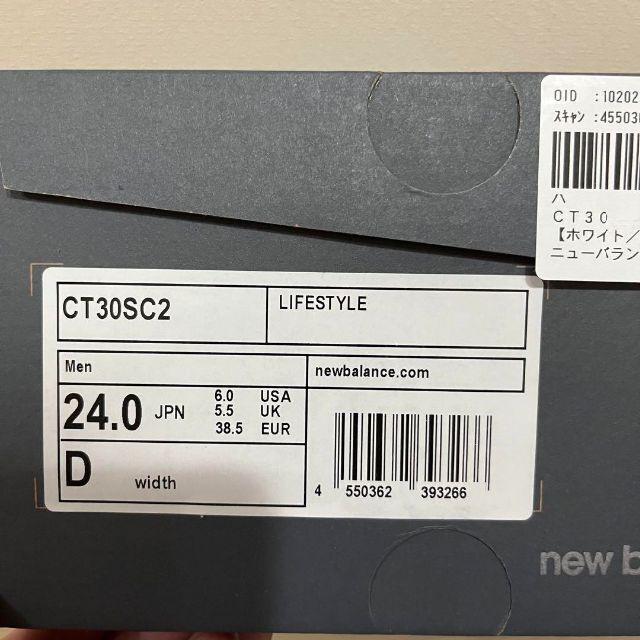 OID :10202
ｽｷｬﾝ :45503
ハ
CT30
【ホワイト／
ニューバラン
CT30SC2
LIFESTYLE
Men
newbalance.com
24.0 JPN
6.0 USA
5.5 UK
38.5 EUR
D width
4 550362 393266
new b